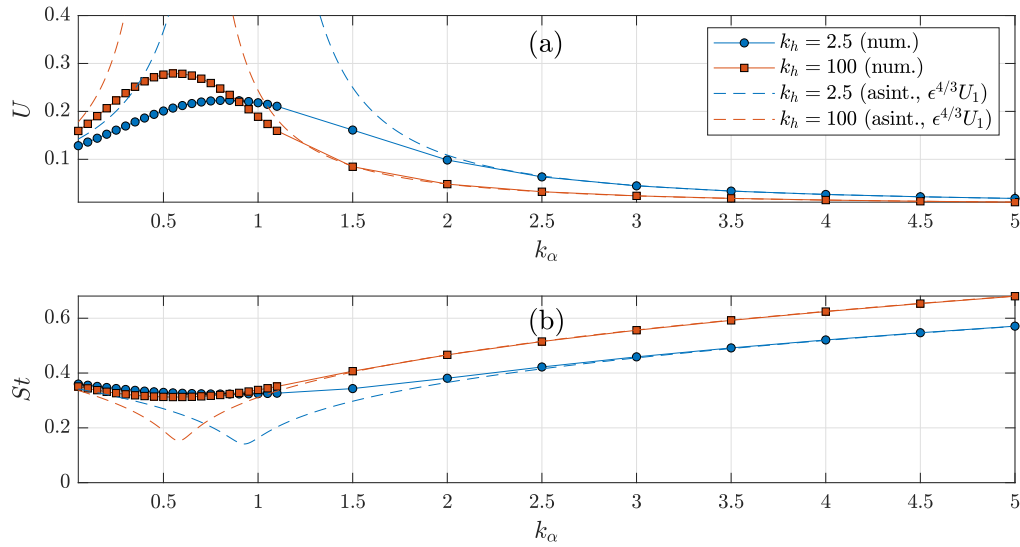 0.4
0.3
0.2
0.1
U
(a)
k_h = 2.5 (num.)
k_h = 100 (num.)
k_h = 2.5 (asint., ϵ^{4/3}U_1)
k_h = 100 (asint., ϵ^{4/3}U_1)
0.5 1 1.5 2 2.5 3 3.5 4 4.5 5
k_α
0.6
0.4
0.2
0
St
(b)
0.5 1 1.5 2 2.5 3 3.5 4 4.5 5
k_α